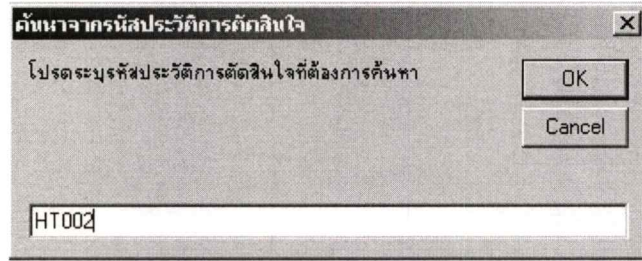 ค้นหาจากรหัสประวัติการตัดสินใจ
โปรดระบุรหัสประวัติการตัดสินใจที่ต้องการค้นหา
OK
Cancel
HT002